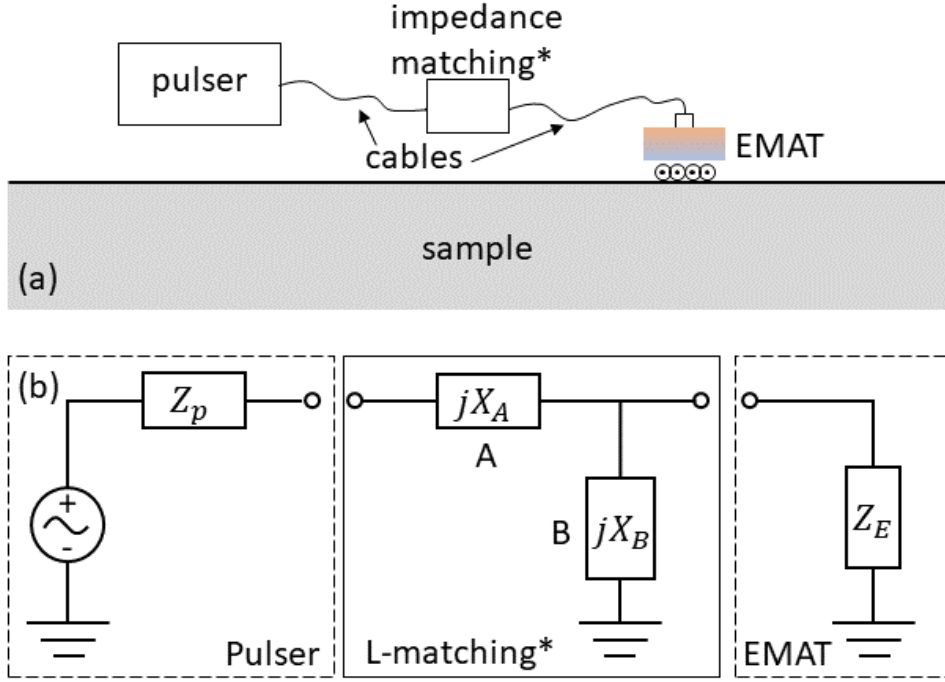 impedance
matching*
pulser
cables
EMAT
sample
(a)
(b)
Z_p
jX_A
A
+
-
B
jX_B
Z_E
Pulser
L-matching*
EMAT